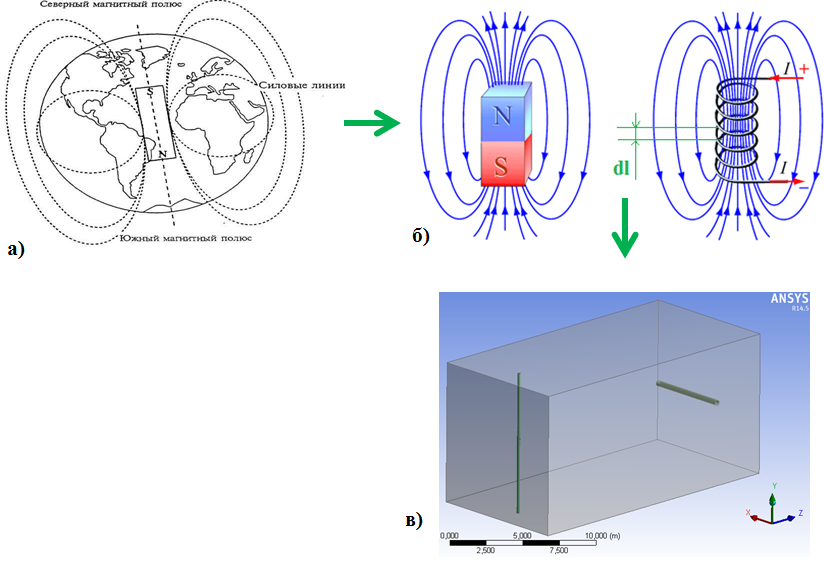 Северный магнитный полюс
S
Силовые линии
N
Южный магнитный полюс
а)
N
S
б)
I +
dl
I
−
ANSYS
R14.5
Y
X
Z
в)
0,000
5,000
10,000 (m)
2,500
7,500